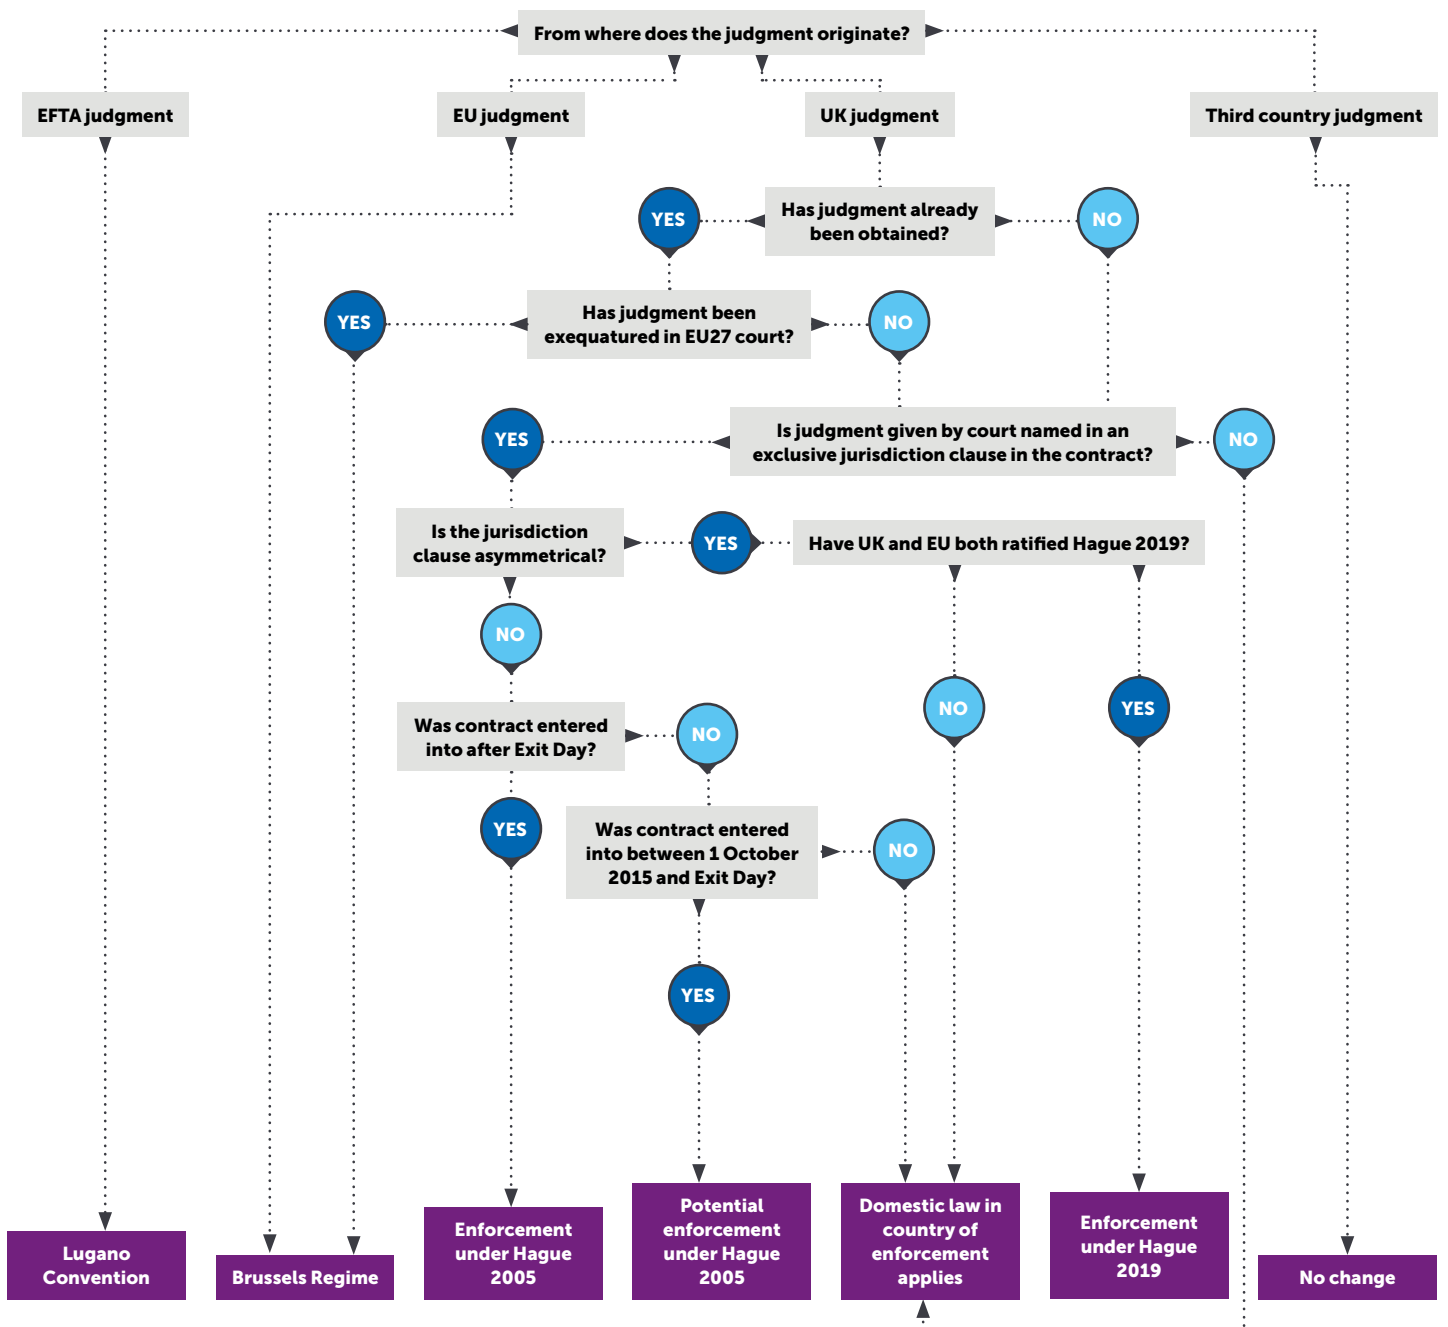 From where does the judgment originate?
EFTA judgment
EU judgment
UK judgment
Third country judgment
YES
Has judgment already
been obtained?
NO
YES
Has judgment been
exequatured in EU27 court?
NO
YES
Is judgment given by court named in an
exclusive jurisdiction clause in the contract?
NO
Is the jurisdiction
clause asymmetrical?
YES
Have UK and EU both ratified Hague 2019?
NO
Was contract entered
into after Exit Day?
NO
NO
YES
YES
Was contract entered
into between 1 October
2015 and Exit Day?
NO
YES
Lugano
Convention
Brussels Regime
Enforcement
under Hague
2005
Potential
enforcement
under Hague
2005
Domestic law in
country of
enforcement
applies
Enforcement
under Hague
2019
No change